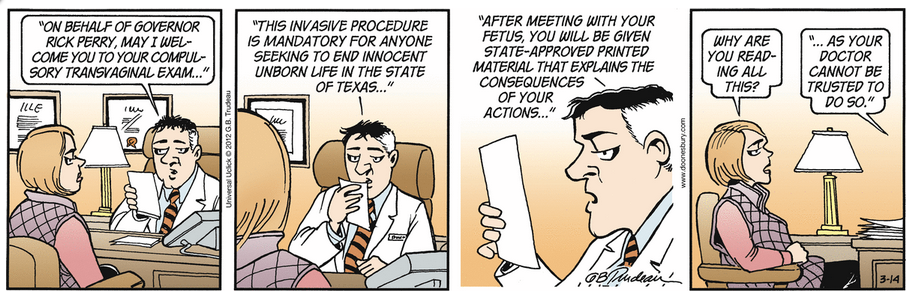 "ON BEHALF OF GOVERNOR
RICK PERRY, MAY I WEL-
COME YOU TO YOUR COMPUL-
SORY TRANSVAGINAL EXAM..."
Universal Uclick © 2012 G.B. Trudeau
"THIS INVASIVE PROCEDURE
IS MANDATORY FOR ANYONE
SEEKING TO END INNOCENT
UNBORN LIFE IN THE STATE
OF TEXAS..."
"AFTER MEETING WITH YOUR
FETUS, YOU WILL BE GIVEN
STATE-APPROVED PRINTED
MATERIAL THAT EXPLAINS THE
CONSEQUENCES
OF YOUR
ACTIONS..."
GBTrudeau
www.doonesbury.com
WHY ARE
YOU READ-
ING ALL
THIS?
"... AS YOUR
DOCTOR
CANNOT BE
TRUSTED TO
DO SO."
3-14